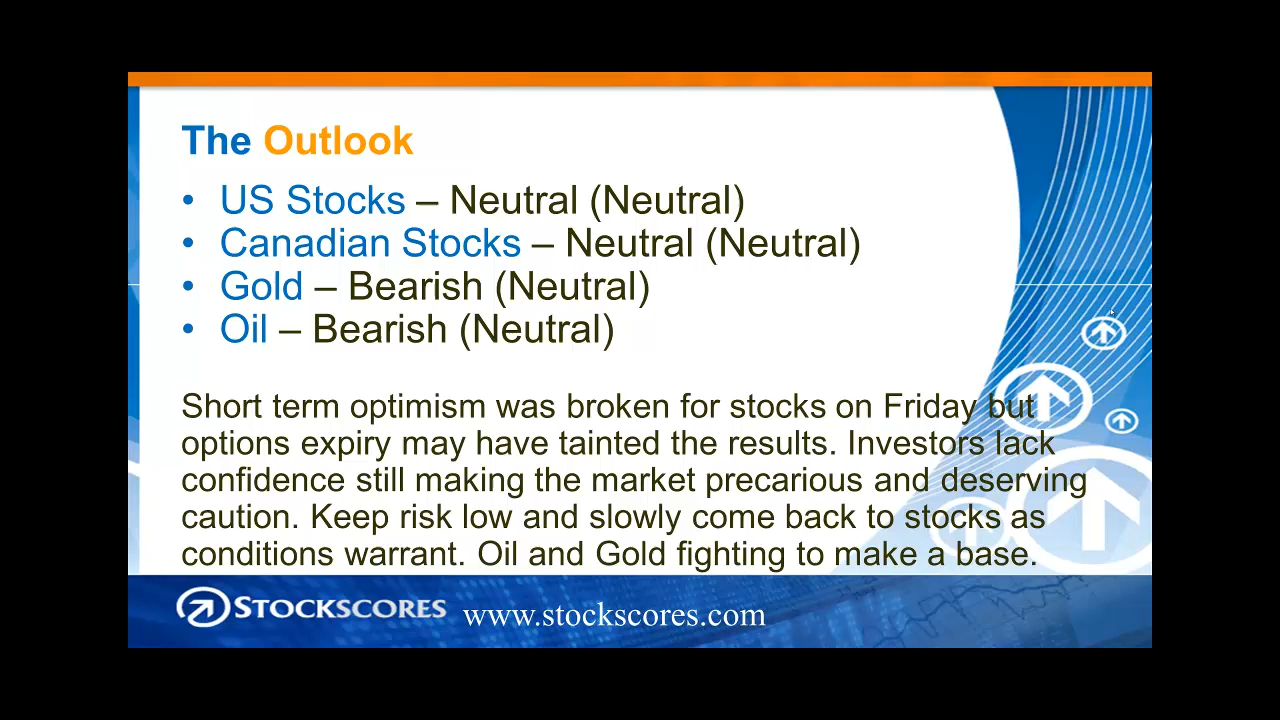 The Outlook
• US Stocks – Neutral (Neutral)
• Canadian Stocks – Neutral (Neutral)
• Gold – Bearish (Neutral)
• Oil – Bearish (Neutral)
Short term optimism was broken for stocks on Friday but
options expiry may have tainted the results. Investors lack
confidence still making the market precarious and deserving
caution. Keep risk low and slowly come back to stocks as
conditions warrant. Oil and Gold fighting to make a base.
STOCKSCORES www.stockscores.com